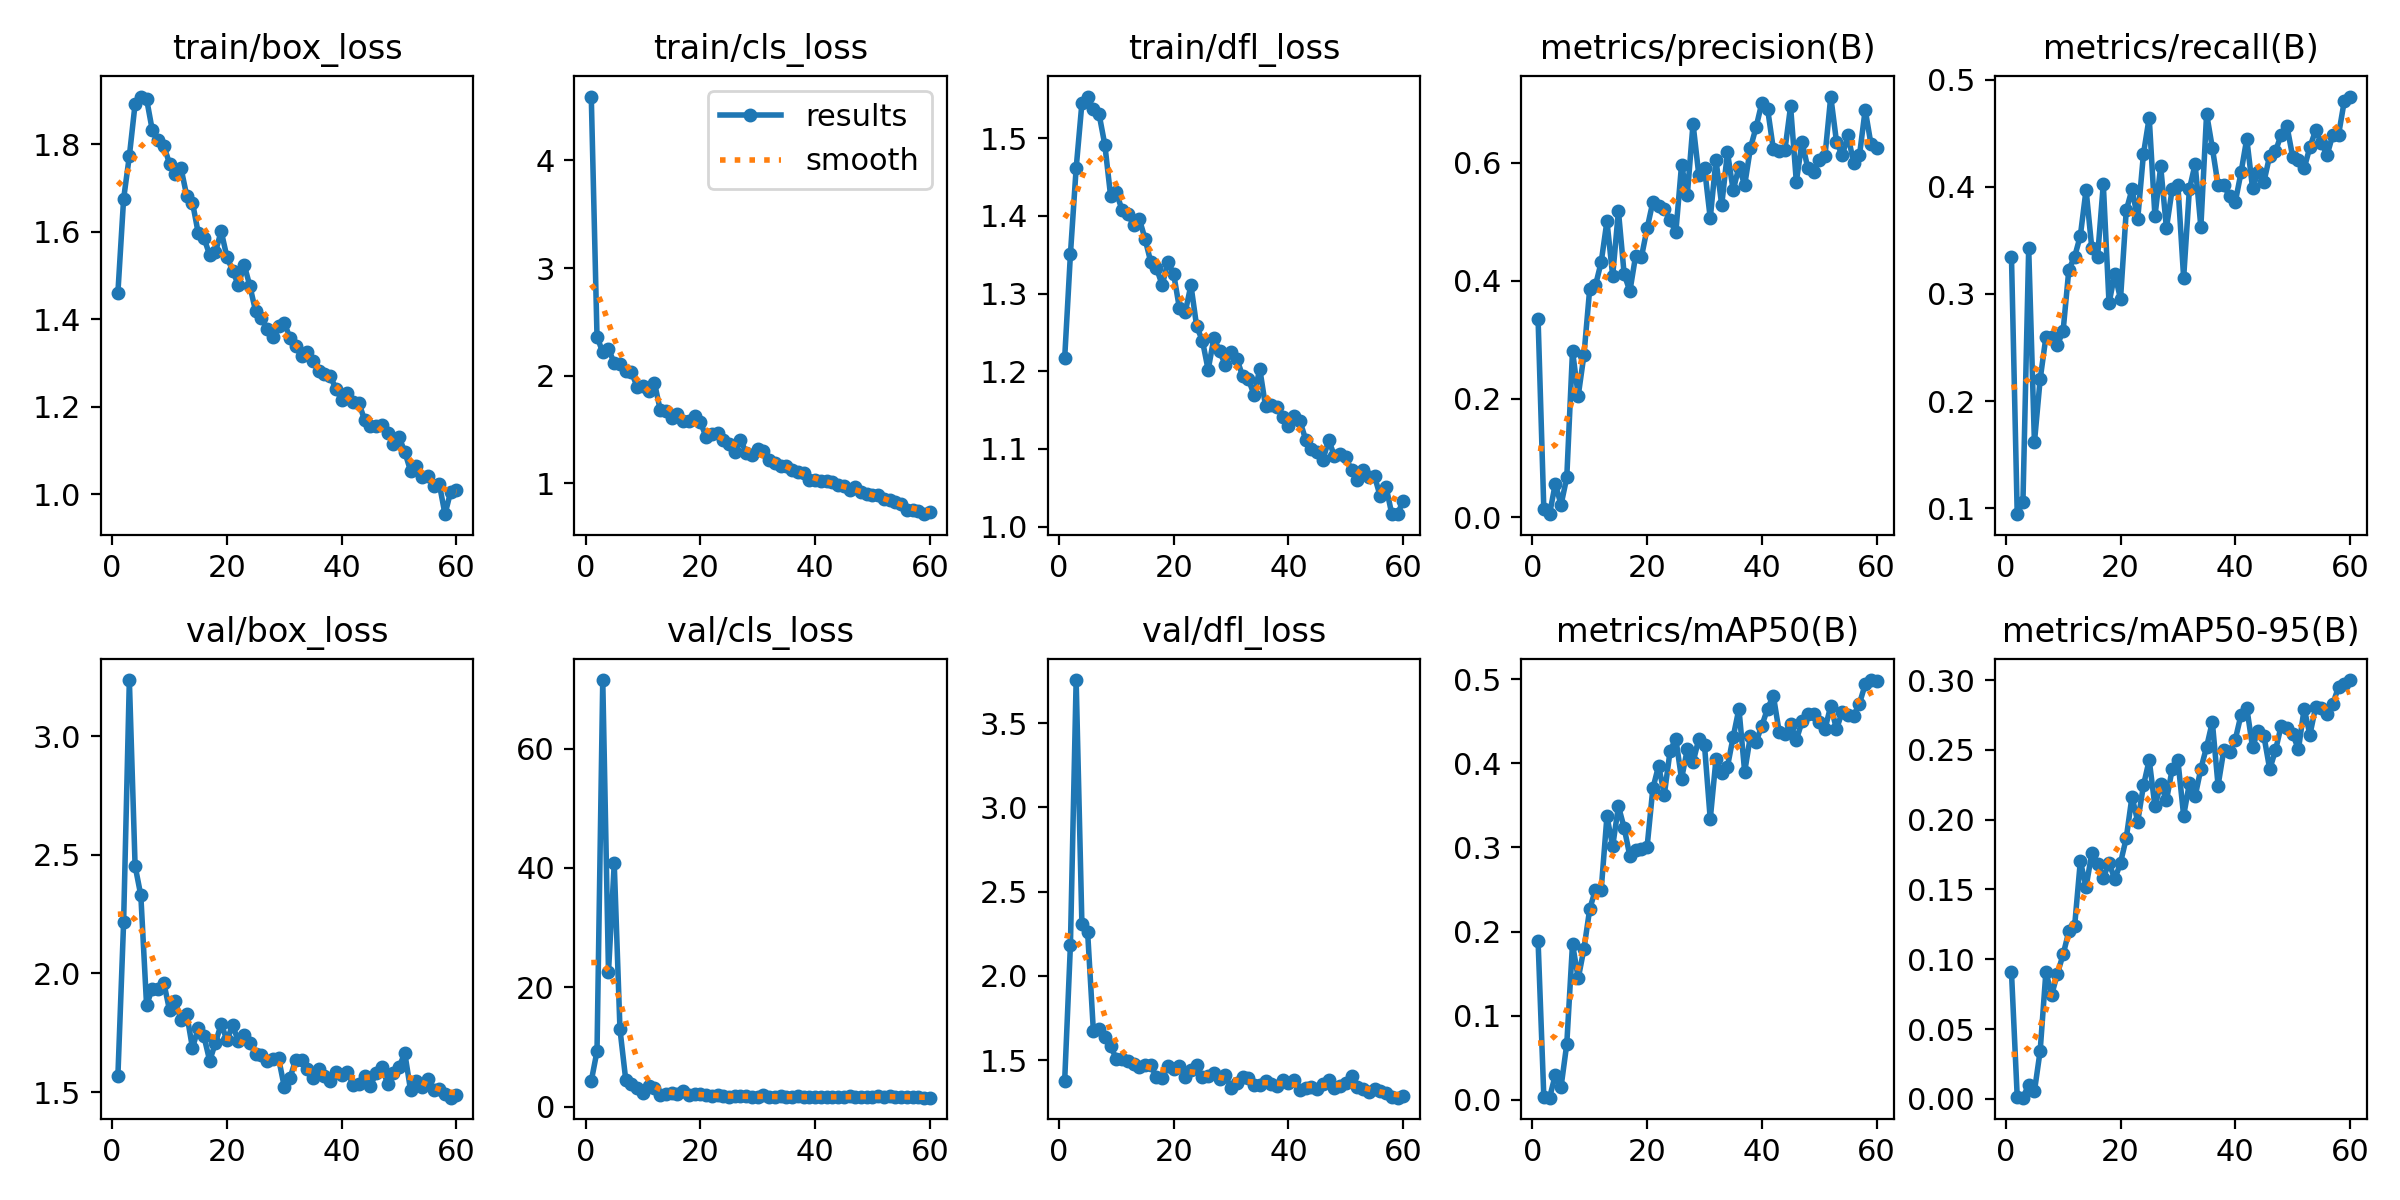 train/box_loss
1.8
1.6
1.4
1.2
1.0
0 20 40 60
train/cls_loss
results
smooth
4
3
2
1
0 20 40 60
train/dfl_loss
1.5
1.4
1.3
1.2
1.1
1.0
0 20 40 60
metrics/precision(B)
0.6
0.4
0.2
0.0
0 20 40 60
metrics/recall(B)
0.5
0.4
0.3
0.2
0.1
0 20 40 60
val/box_loss
3.0
2.5
2.0
1.5
0 20 40 60
val/cls_loss
60
40
20
0
0 20 40 60
val/dfl_loss
3.5
3.0
2.5
2.0
1.5
0 20 40 60
metrics/mAP50(B)
0.5
0.4
0.3
0.2
0.1
0.0
0 20 40 60
metrics/mAP50-95(B)
0.30
0.25
0.20
0.15
0.10
0.05
0.00
0 20 40 60